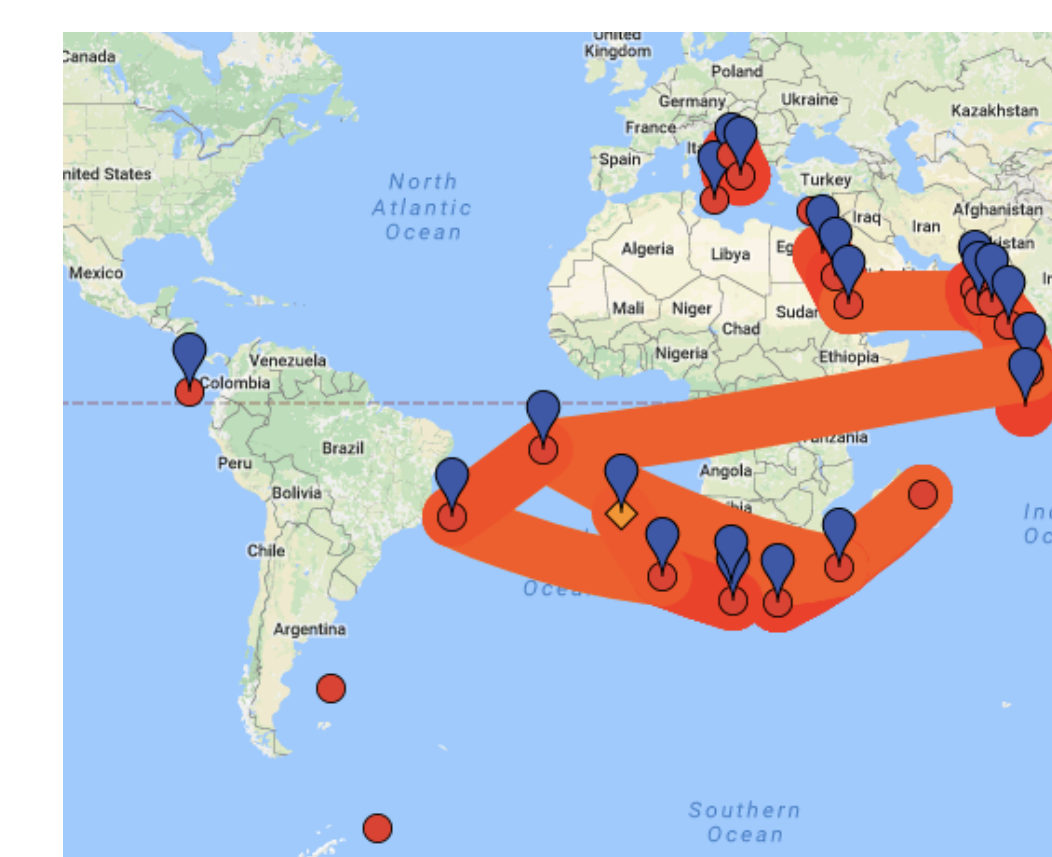 United
Kingdom
Canada
Poland
Germany
Ukraine
Kazakhstan
France
Spain
United States
Turkey
North
Atlantic
Ocean
Iraq
Iran
Afghanistan
Algeria
Libya
Mexico
Mali
Niger
Chad
Nigeria
Ethiopia
Venezuela
Colombia
Brazil
Peru
Angola
Bolivia
Chile
Argentina
Southern
Ocean